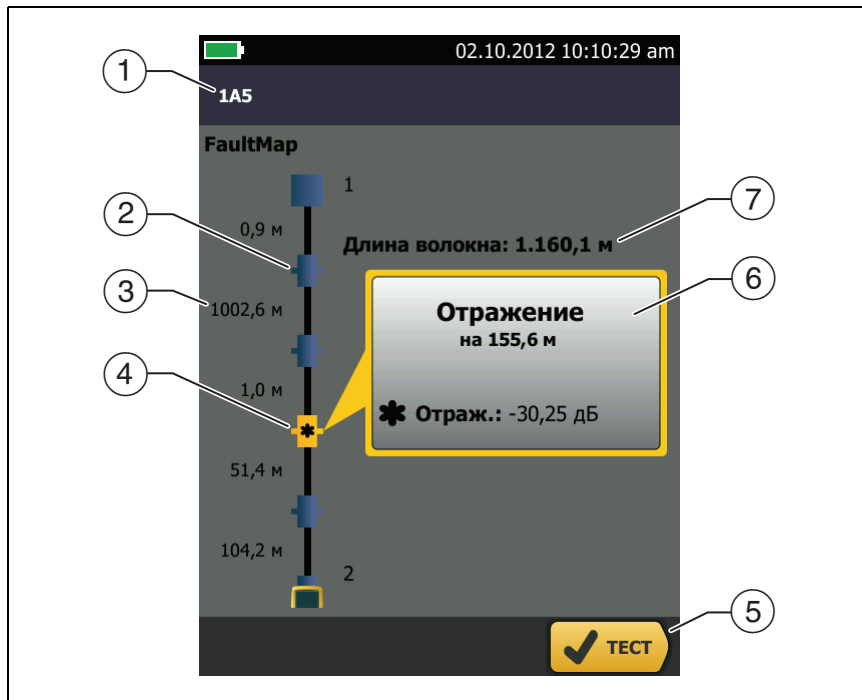 02.10.2012 10:10:29 am
1
1A5
FaultMap
1
2
0,9 м
7
Длина волокна: 1.160,1 м
3
1002,6 м
6
Отражение
на 155,6 м
4
1,0 м
Отраж.: -30,25 дБ
51,4 м
104,2 м
2
5
ТЕСТ